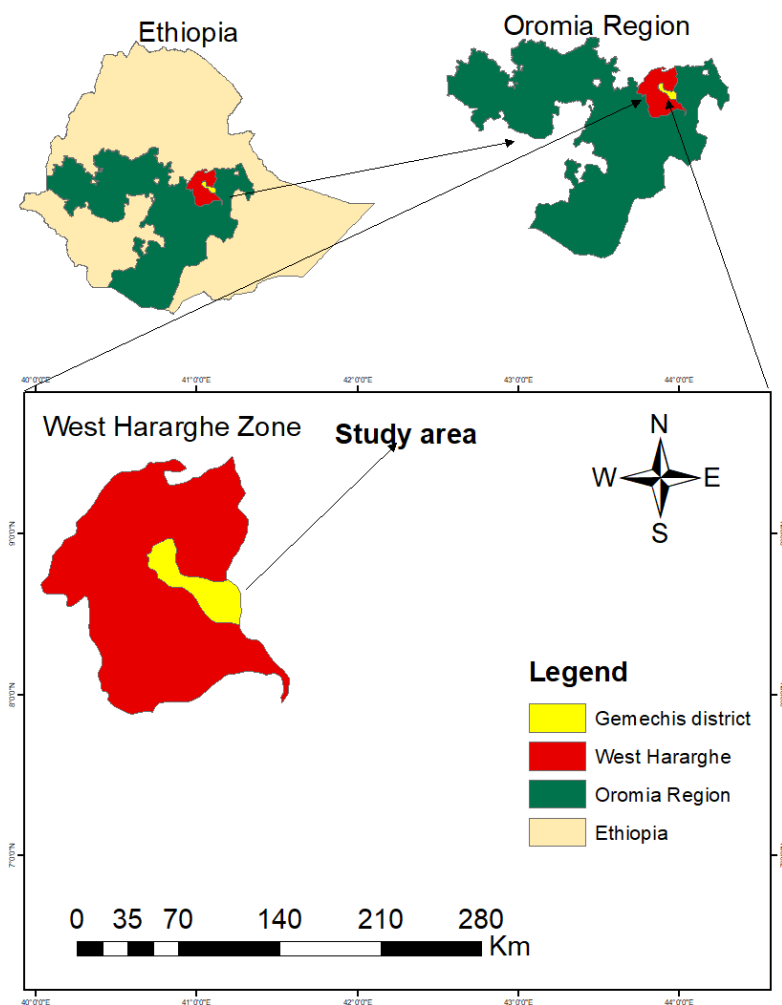 Ethiopia
Oromia Region
40°0'0"E 41°0'0"E 42°0'0"E 43°0'0"E 44°0'0"E
West Hararghe Zone
Study area
N
W E
S
9°0'0"N
8°0'0"N
7°0'0"N
Legend
Gemechis district
West Hararghe
Oromia Region
Ethiopia
0 35 70 140 210 280
Km
40°0'0"E 41°0'0"E 42°0'0"E 43°0'0"E 44°0'0"E